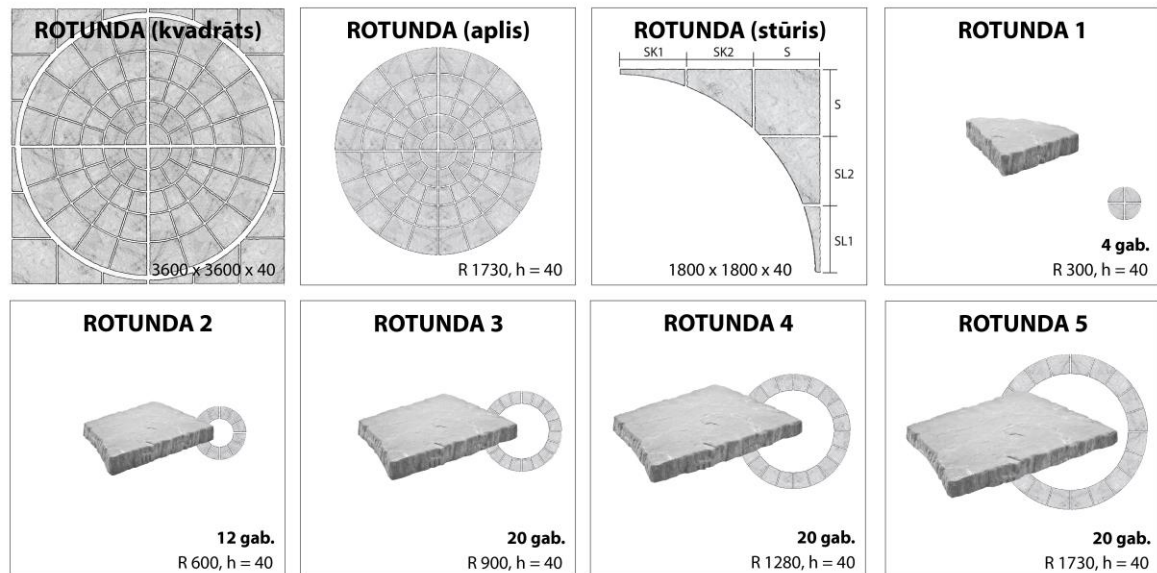 ROTUNDA (kvadrāts)
3600 x 3600 x 40
ROTUNDA (aplis)
R 1730, h = 40
ROTUNDA (stūris)
SK1 SK2 S
S
SL2
SL1
1800 x 1800 x 40
ROTUNDA 1
4 gab.
R 300, h = 40
ROTUNDA 2
12 gab.
R 600, h = 40
ROTUNDA 3
20 gab.
R 900, h = 40
ROTUNDA 4
20 gab.
R 1280, h = 40
ROTUNDA 5
20 gab.
R 1730, h = 40